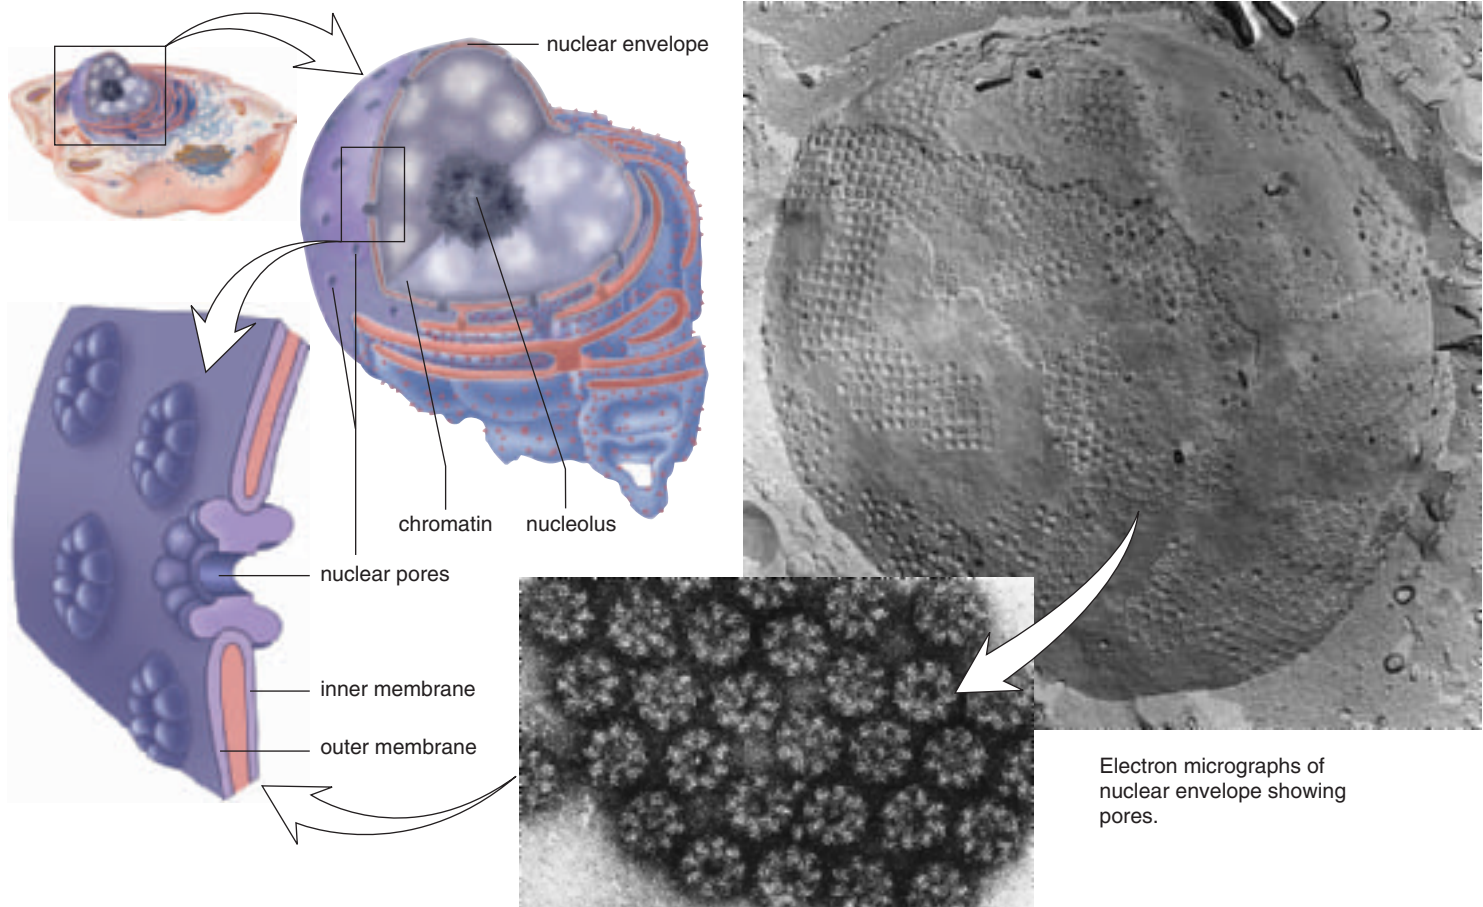 nuclear envelope
chromatin
nucleolus
nuclear pores
inner membrane
outer membrane
Electron micrographs of
nuclear envelope showing
pores.